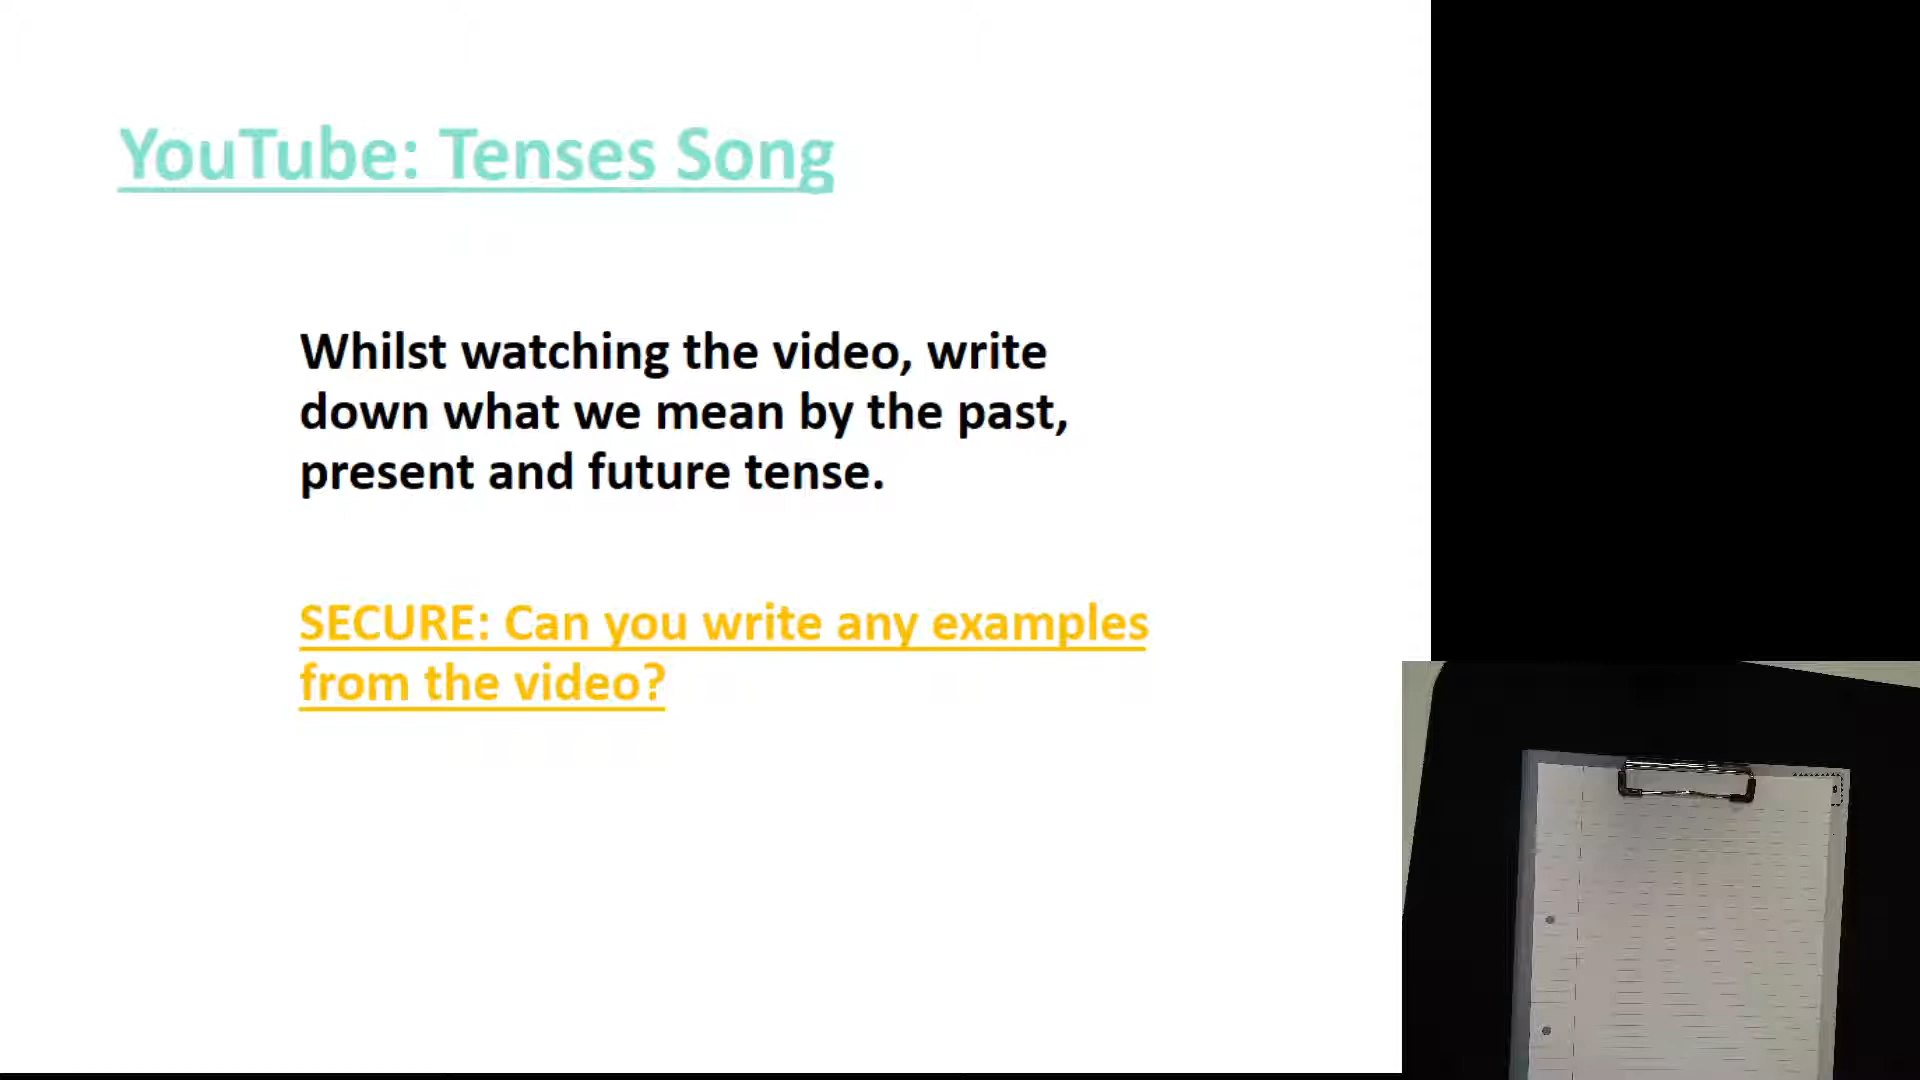 YouTube: Tenses Song
Whilst watching the video, write
down what we mean by the past,
present and future tense.
SECURE: Can you write any examples
from the video?